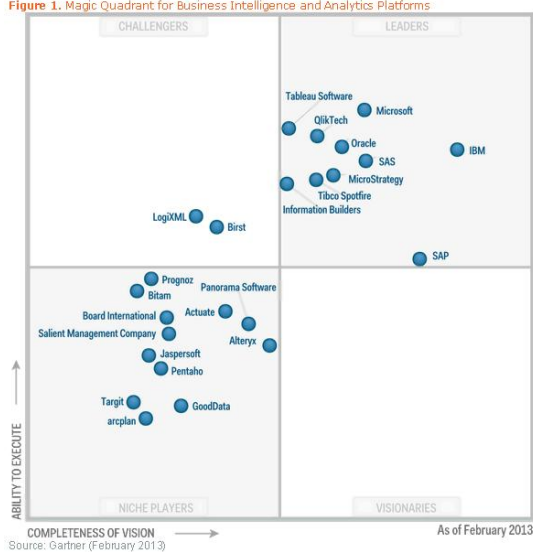 Figure 1. Magic Quadrant for Business Intelligence and Analytics Platforms
CHALLENGERS
LEADERS
Tableau Software
Microsoft
QlikTech
Oracle
IBM
SAS
MicroStrategy
Tibco Spotfire
Information Builders
LogiXML
Birst
SAP
Prognoz
Bitam
Panorama Software
Board International
Actuate
Salient Management Company
Alteryx
Jaspersoft
Pentaho
Targit
GoodData
arcplan
NICHE PLAYERS
VISIONARIES
ABILITY TO EXECUTE
COMPLETENESS OF VISION
As of February 2013
Source: Gartner (February 2013)